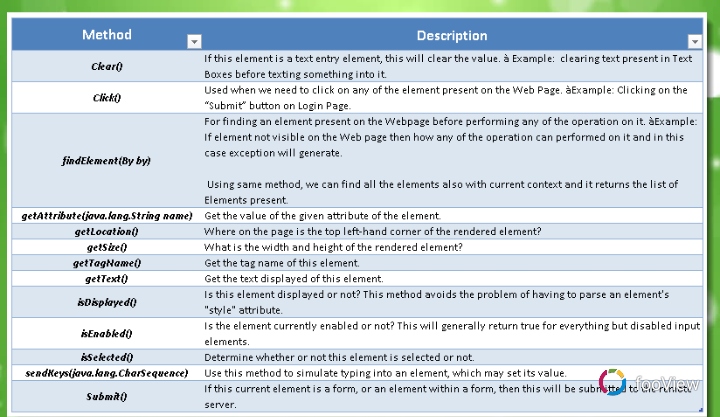 Method
Description
Clear()
If this element is a text entry element, this will clear the value. à Example: clearing text present in Text
Boxes before texting something into it.
Click()
Used when we need to click on any of the element present on the Web Page. àExample: Clicking on the
“Submit” button on Login Page.
findElement(By by)
For finding an element present on the Webpage before performing any of the operation on it. àExample:
If element not visible on the Web page then how any of the operation can performed on it and in this
case exception will generate.
Using same method, we can find all the elements also with current context and it returns the list of
Elements present.
getAttribute(java.lang.String name)
Get the value of the given attribute of the element.
getLocation()
Where on the page is the top left-hand corner of the rendered element?
getSize()
What is the width and height of the rendered element?
getTagName()
Get the tag name of this element.
getText()
Get the text displayed of this element.
isDisplayed()
Is this element displayed or not? This method avoids the problem of having to parse an element's
"style" attribute.
isEnabled()
Is the element currently enabled or not? This will generally return true for everything but disabled input
elements.
isSelected()
Determine whether or not this element is selected or not.
sendKeys(java.lang.CharSequence)
Use this method to simulate typing into an element, which may set its value.
Submit()
If this current element is a form, or an element within a form, then this will be submitted to the remote
server.
fooView